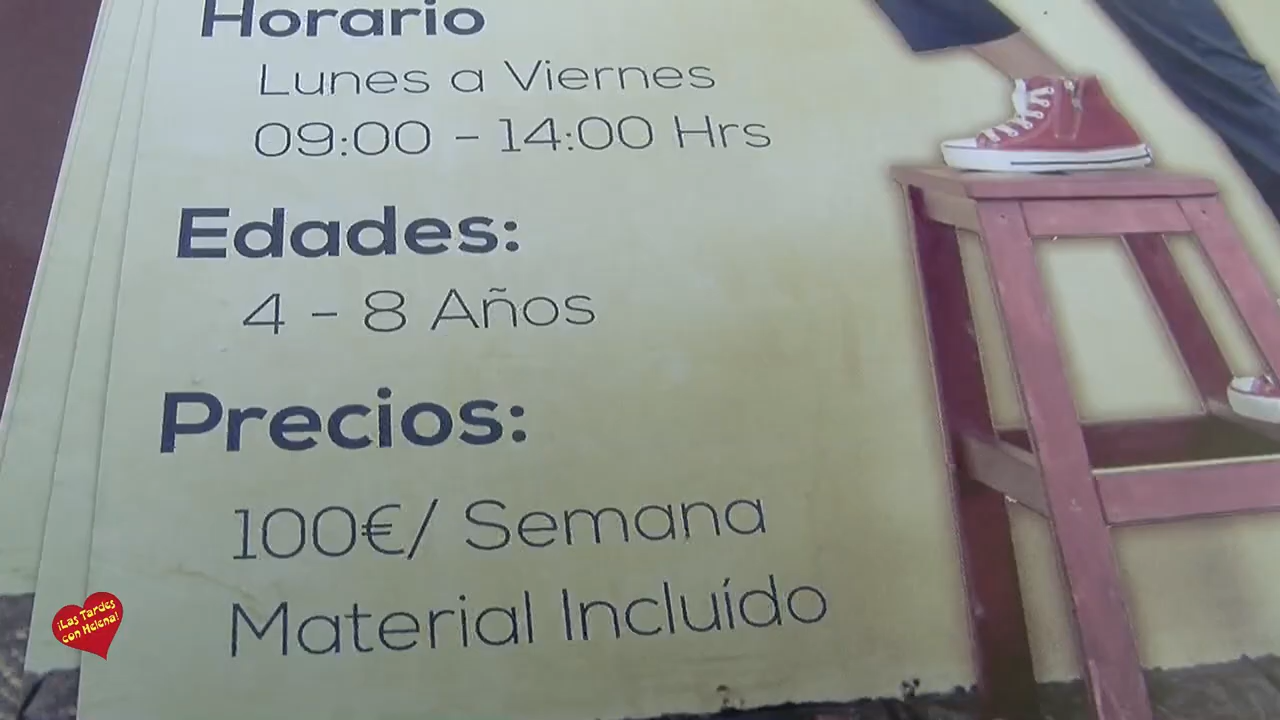 Horario
Lunes a Viernes
09:00 - 14:00 Hrs
Edades:
4 - 8 Años
Precios:
100€/ Semana
Material Incluído
¡Las Tardes
con Helena!